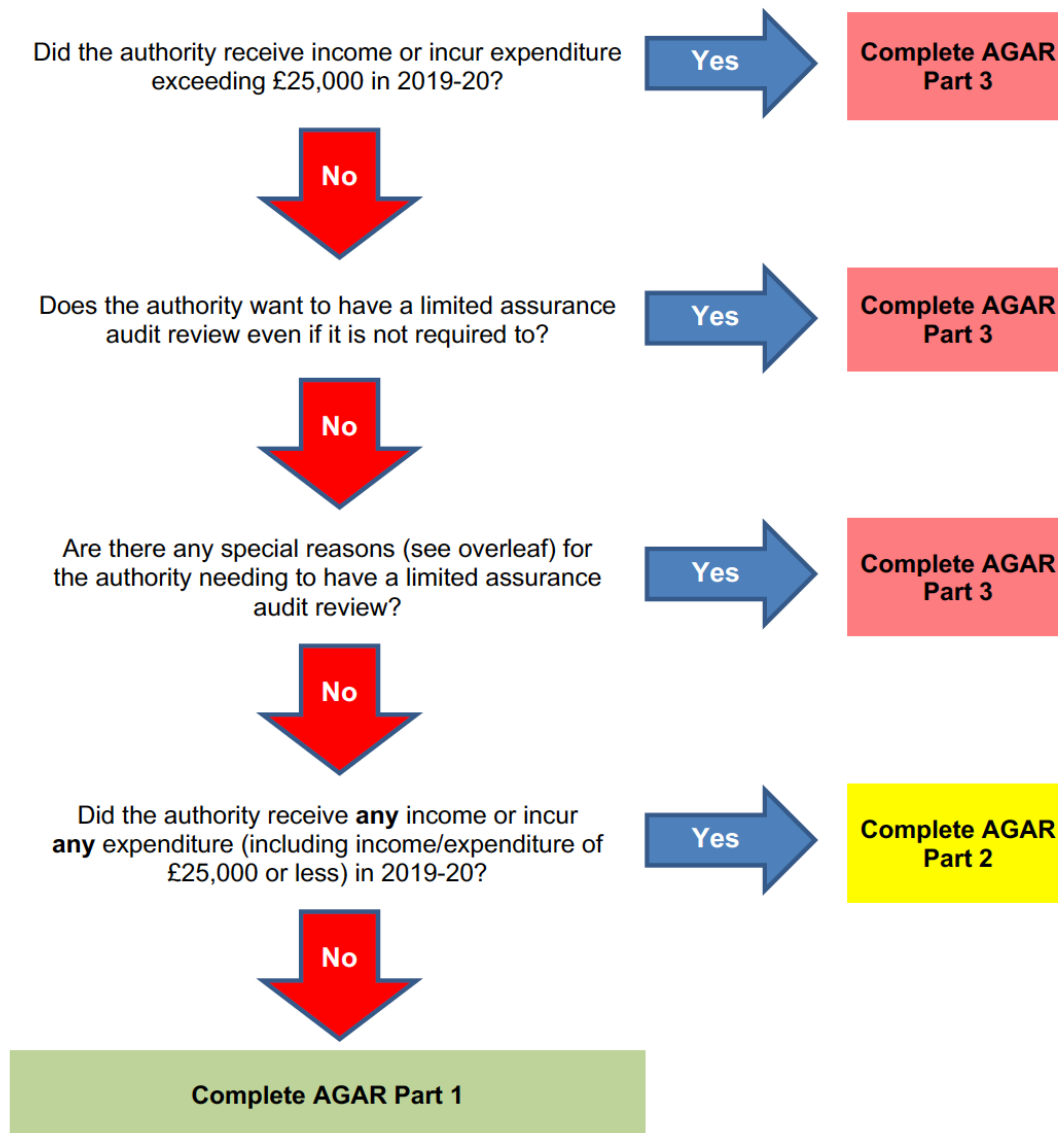 Did the authority receive income or incur expenditure
exceeding £25,000 in 2019-20?
Yes
Complete AGAR
Part 3
No
Does the authority want to have a limited assurance
audit review even if it is not required to?
Yes
Complete AGAR
Part 3
No
Are there any special reasons (see overleaf) for
the authority needing to have a limited assurance
audit review?
Yes
Complete AGAR
Part 3
No
Did the authority receive any income or incur
any expenditure (including income/expenditure of
£25,000 or less) in 2019-20?
Yes
Complete AGAR
Part 2
No
Complete AGAR Part 1